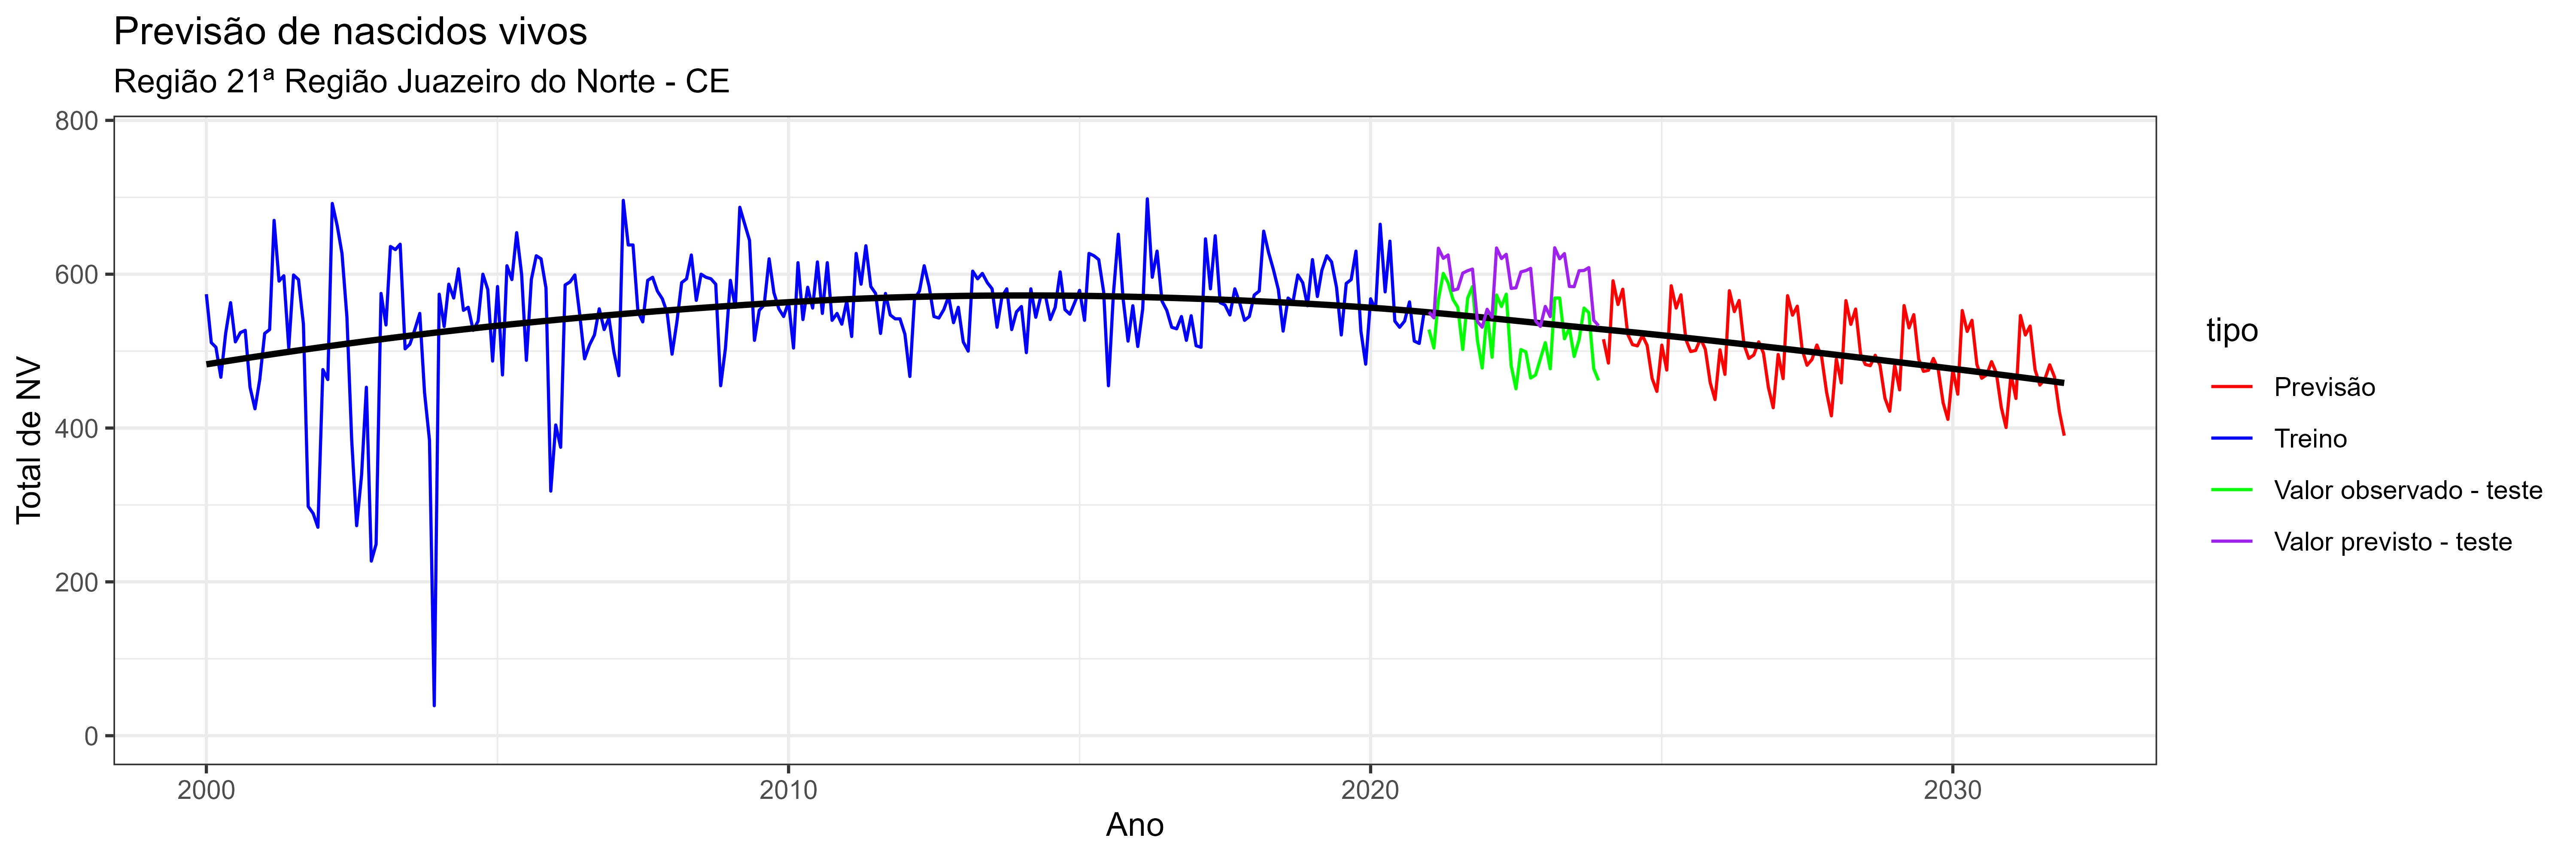 Previsão de nascidos vivos
Região 21ª Região Juazeiro do Norte - CE
800
600
400
200
0
Total de NV
2000
2010
2020
2030
Ano
tipo
Previsão
Treino
Valor observado - teste
Valor previsto - teste